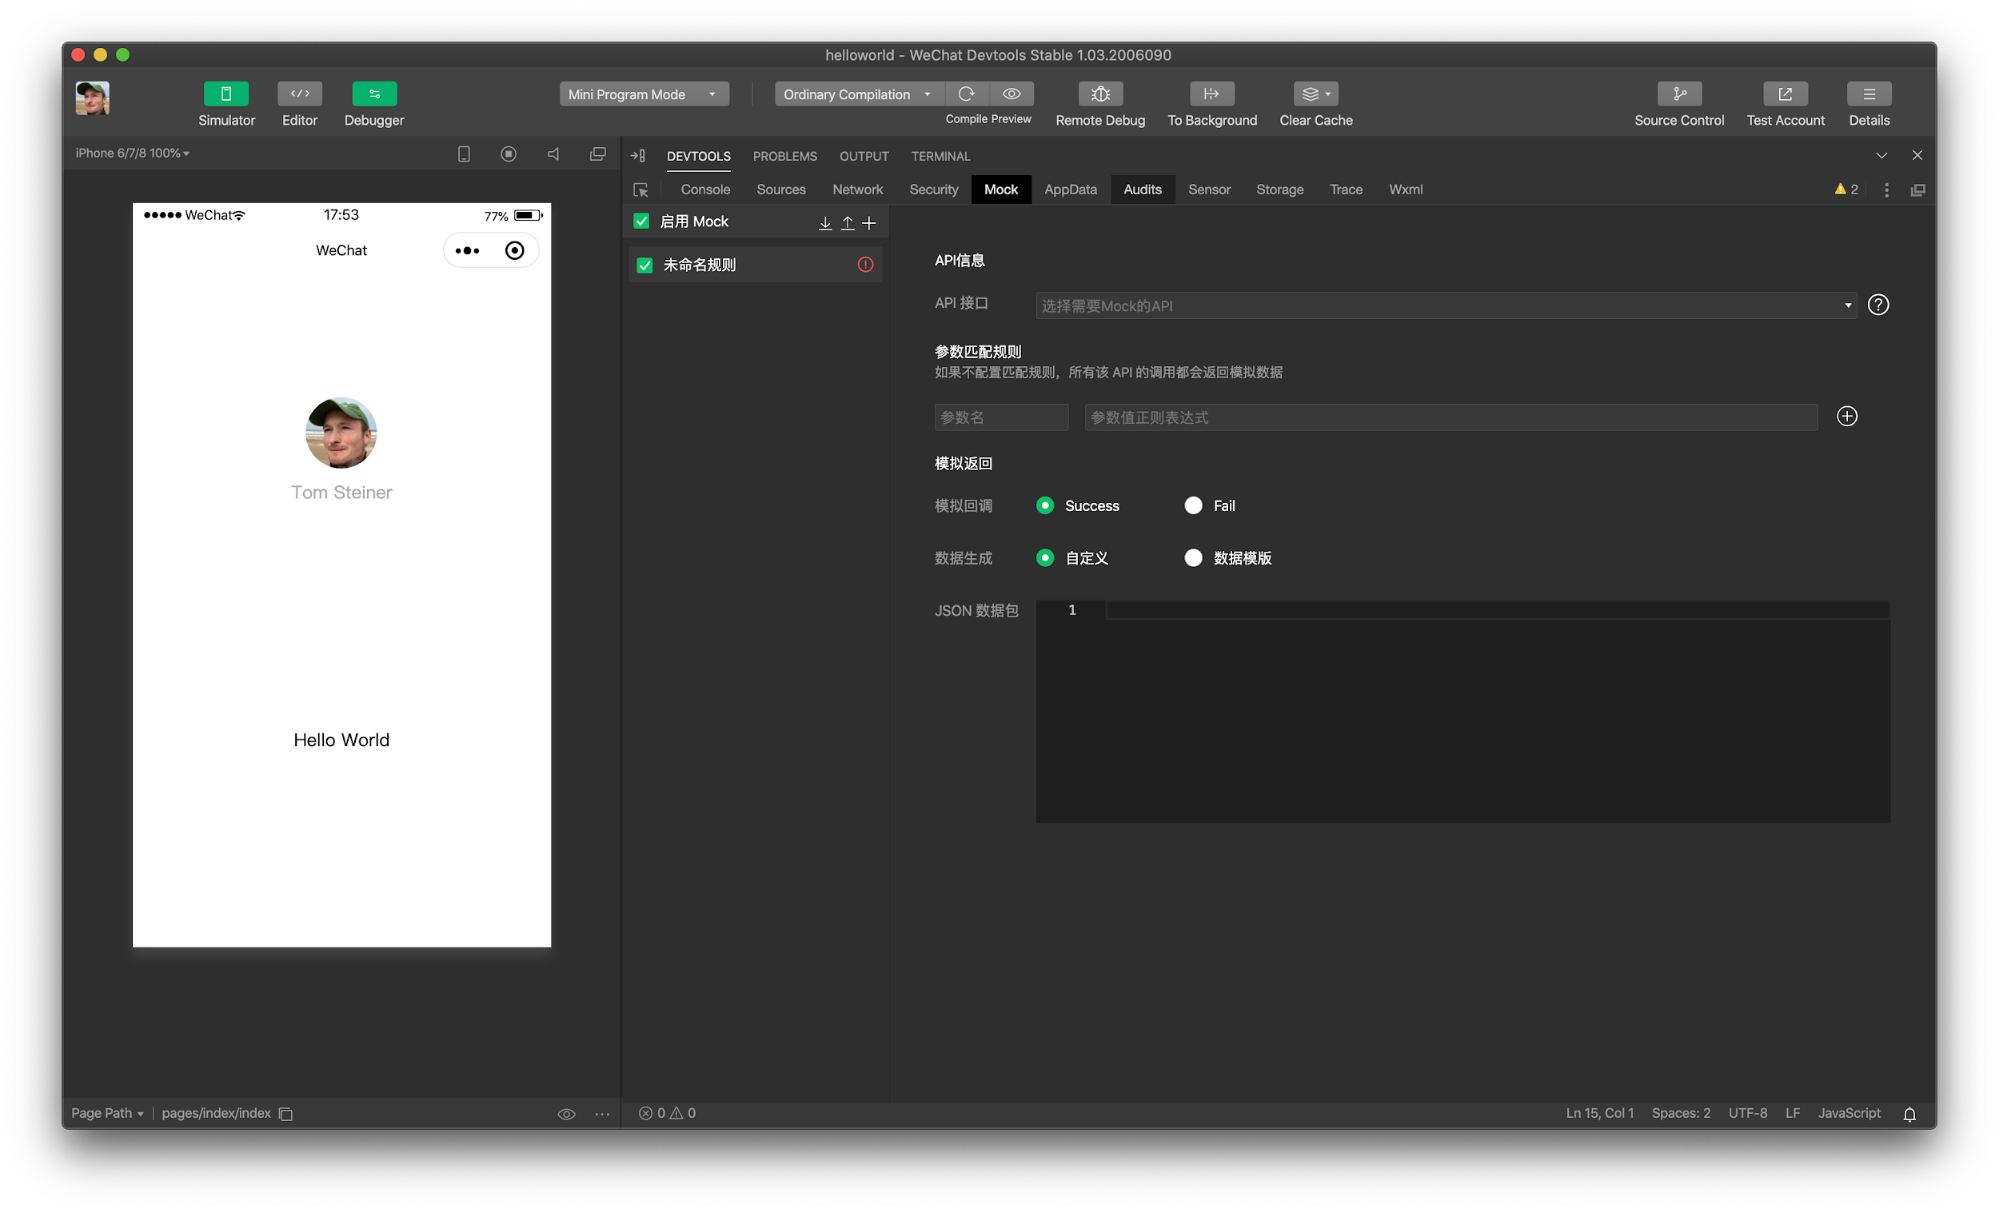 helloworld - WeChat Devtools Stable 1.03.2006090
Simulator
Editor
Debugger
Mini Program Mode
Ordinary Compilation
Compile Preview
Remote Debug
To Background
Clear Cache
Source Control
Test Account
Details
iPhone 6/7/8 100%
WeChat
17:53
77%
WeChat
Tom Steiner
Hello World
Page Path
pages/index/index
DEVTOOLS
PROBLEMS
OUTPUT
TERMINAL
Console
Sources
Network
Security
Mock
AppData
Audits
Sensor
Storage
Trace
Wxml
2
启用 Mock
未命名规则
API信息
API 接口
选择需要Mock的API
参数匹配规则
如果不配置匹配规则，所有该 API 的调用都会返回模拟数据
参数名
参数值正则表达式
模拟返回
模拟回调
Success
Fail
数据生成
自定义
数据模版
JSON 数据包
1
0
0
Ln 15, Col 1
Spaces: 2
UTF-8
LF
JavaScript